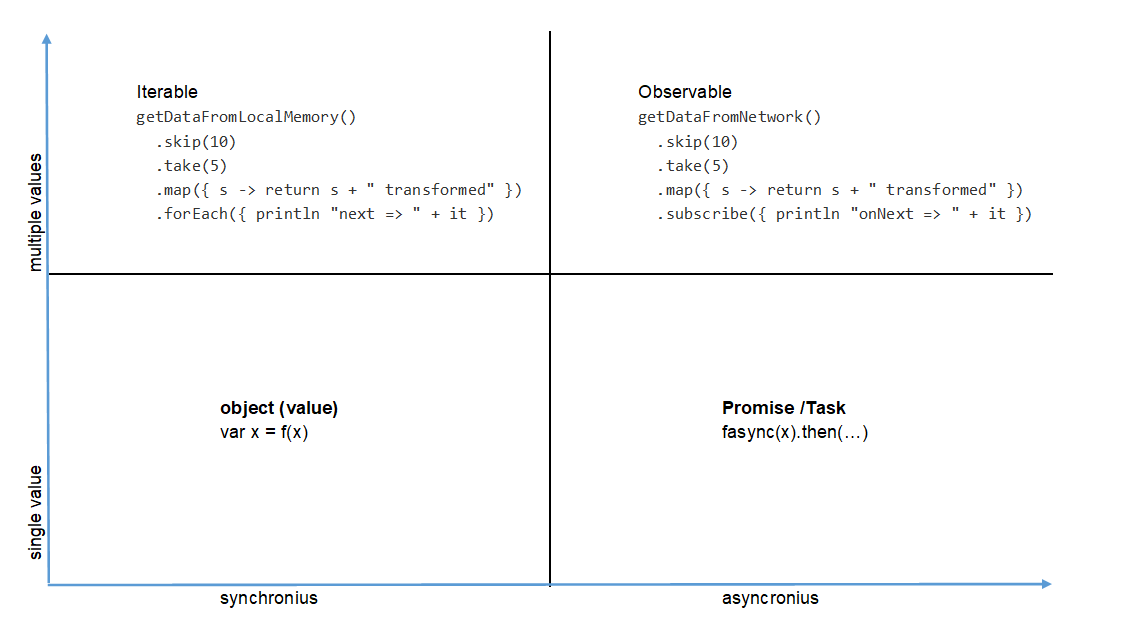 Iterable
getDataFromLocalMemory()
.skip(10)
.take(5)
.map({ s -> return s + " transformed" })
.forEach({ println "next => " + it })
Observable
getDataFromNetwork()
.skip(10)
.take(5)
.map({ s -> return s + " transformed" })
.subscribe({ println "onNext => " + it })
multiple values
object (value)
var x = f(x)
Promise /Task
fasync(x).then(…)
single value
synchronius
asyncronius